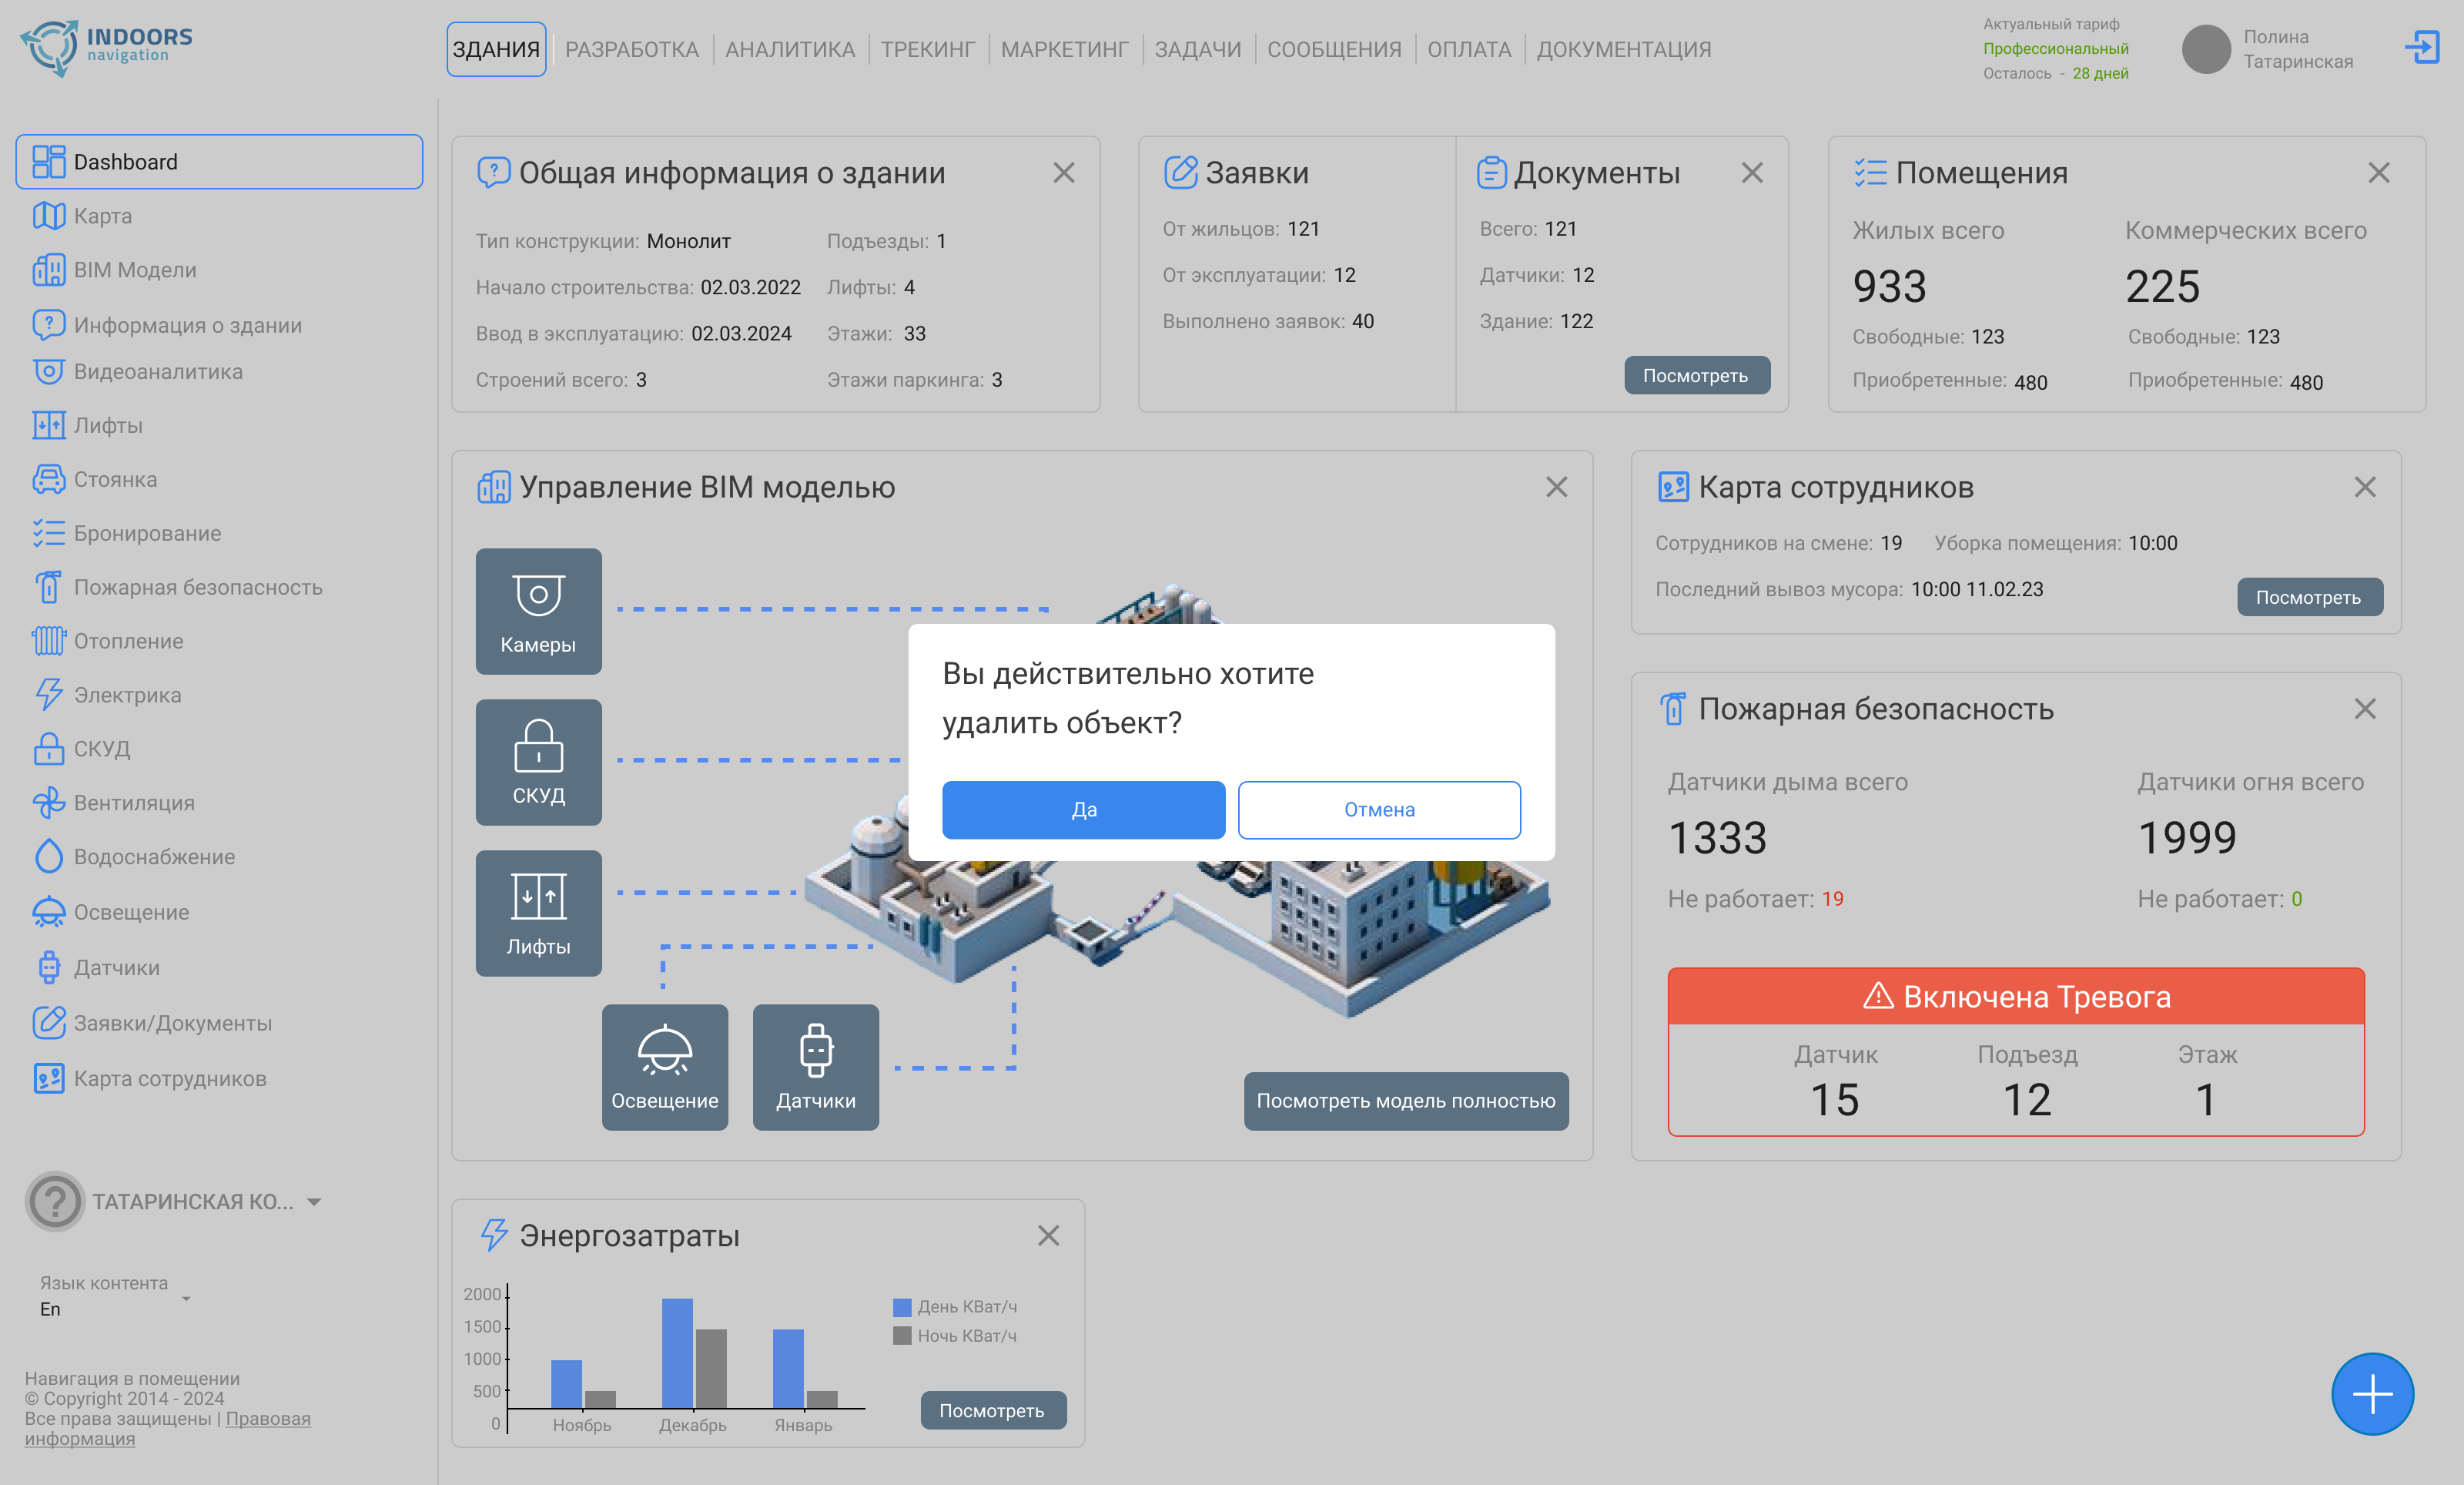 INDOORS
navigation
ЗДАНИЯ
РАЗРАБОТКА
АНАЛИТИКА
ТРЕКИНГ
МАРКЕТИНГ
ЗАДАЧИ
СООБЩЕНИЯ
ОПЛАТА
ДОКУМЕНТАЦИЯ
Актуальный тариф
Профессиональный
Осталось - 28 дней
Полина
Татаринская
Dashboard
Карта
BIM Модели
Информация о здании
Видеоаналитика
Лифты
Стоянка
Бронирование
Пожарная безопасность
Отопление
Электрика
СКУД
Вентиляция
Водоснабжение
Освещение
Датчики
Заявки/Документы
Карта сотрудников
ТАТАРИНСКАЯ КО...
Язык контента
En
Навигация в помещении
© Copyright 2014 - 2024
Все права защищены | Правовая
информация
Общая информация о здании
Тип конструкции: Монолит
Подъезды: 1
Начало строительства: 02.03.2022
Лифты: 4
Ввод в эксплуатацию: 02.03.2024
Этажи: 33
Строений всего: 3
Этажи паркинга: 3
Заявки
От жильцов: 121
От эксплуатации: 12
Выполнено заявок: 40
Документы
Всего: 121
Датчики: 12
Здание: 122
Посмотреть
Помещения
Жилых всего
Коммерческих всего
933
225
Свободные: 123
Свободные: 123
Приобретенные: 480
Приобретенные: 480
Управление BIM моделью
Камеры
СКУД
Лифты
Освещение
Датчики
Посмотреть модель полностью
Вы действительно хотите
удалить объект?
Да
Отмена
Карта сотрудников
Сотрудников на смене: 19
Уборка помещения: 10:00
Последний вывоз мусора: 10:00 11.02.23
Посмотреть
Пожарная безопасность
Датчики дыма всего
Датчики огня всего
1333
1999
Не работает: 19
Не работает: 0
Включена Тревога
Датчик
Подъезд
Этаж
15
12
1
Энергозатраты
2000
1500
1000
500
0
Ноябрь
Декабрь
Январь
День КВат/ч
Ночь КВат/ч
Посмотреть